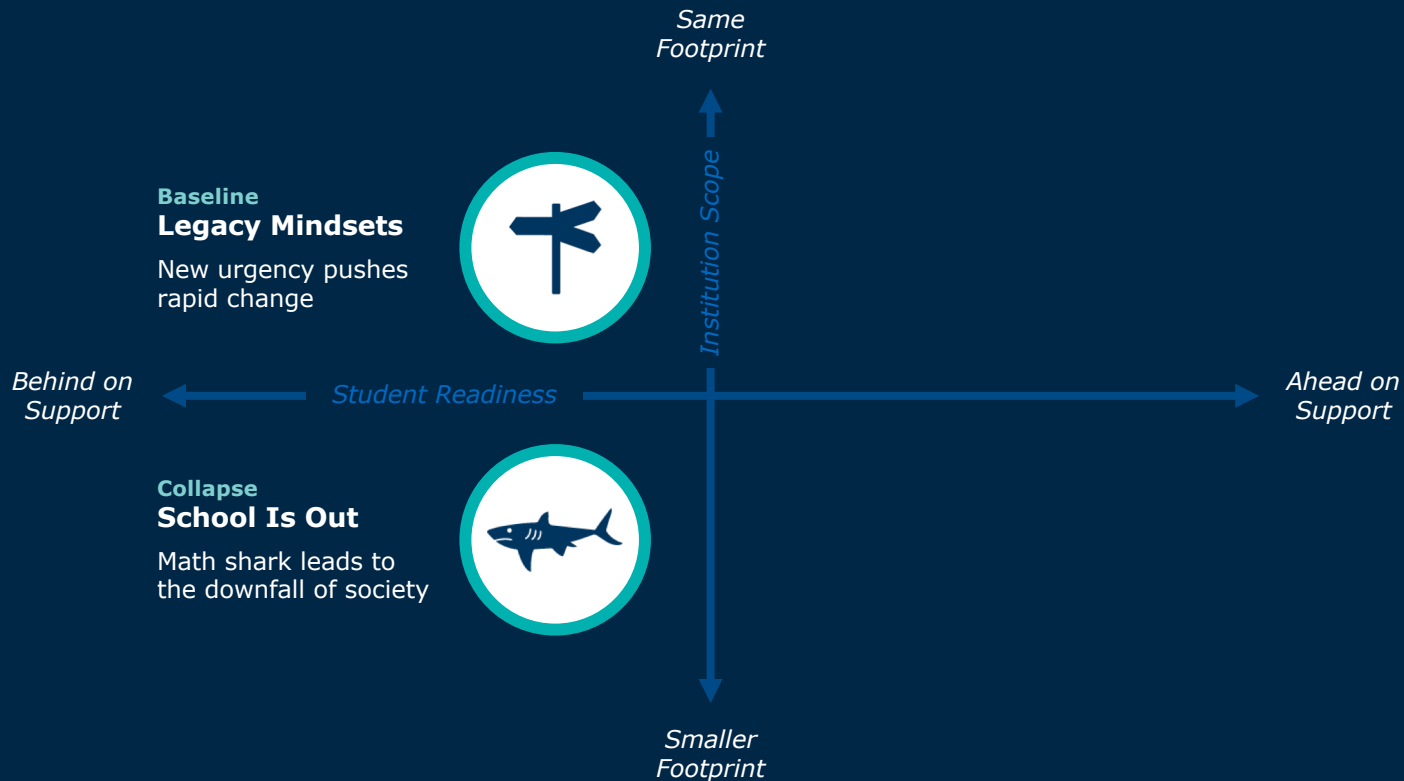 Same
Footprint
Institution Scope
Baseline
Legacy Mindsets
New urgency pushes
rapid change
Behind on
Support
Student Readiness
Ahead on
Support
Collapse
School Is Out
Math shark leads to
the downfall of society
Smaller
Footprint